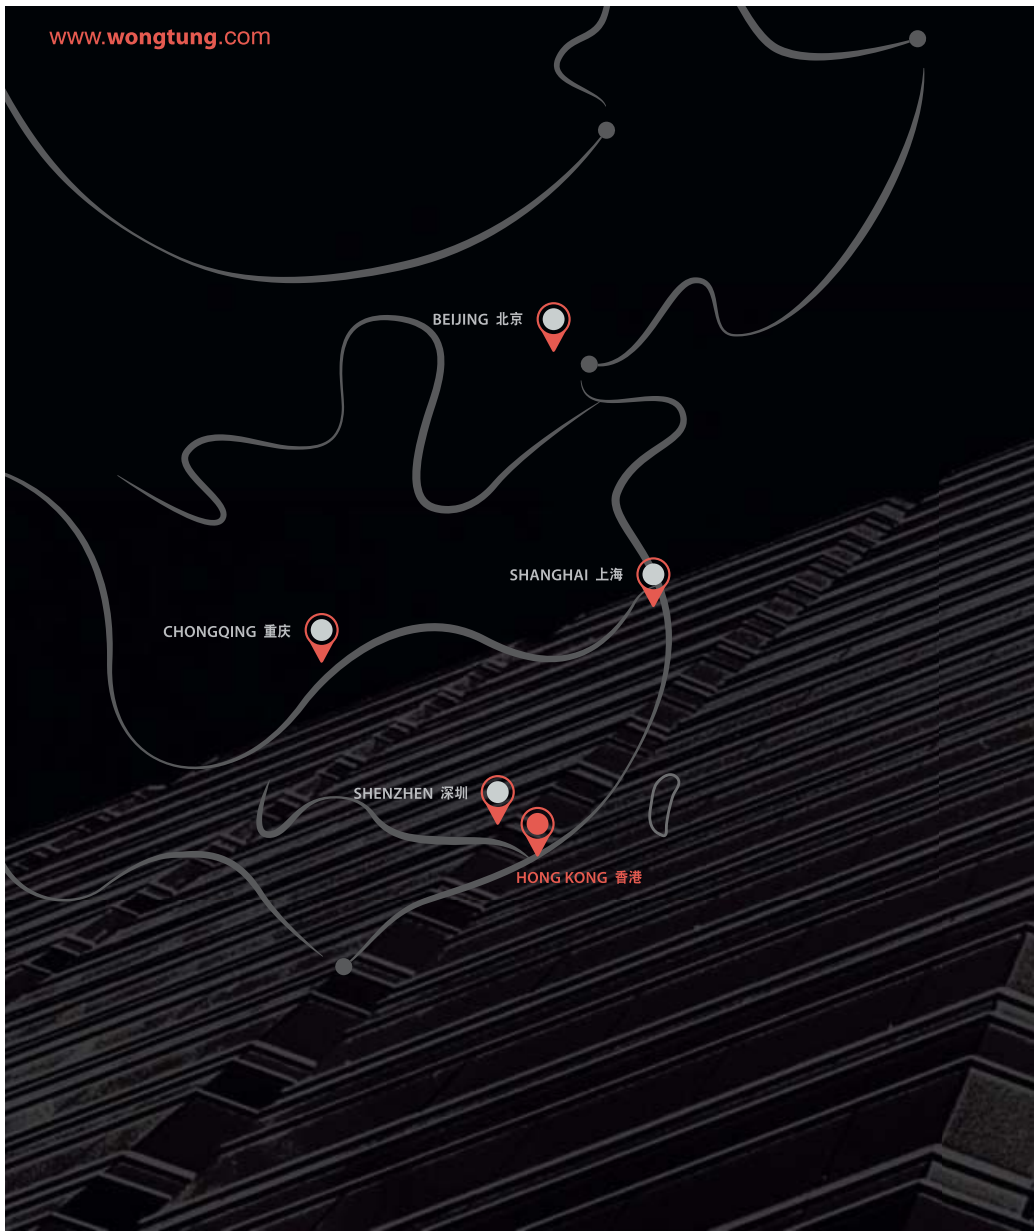 www.wongtung.com
BEIJING 北京
SHANGHAI 上海
CHONGQING 重庆
SHENZHEN 深圳
HONG KONG 香港